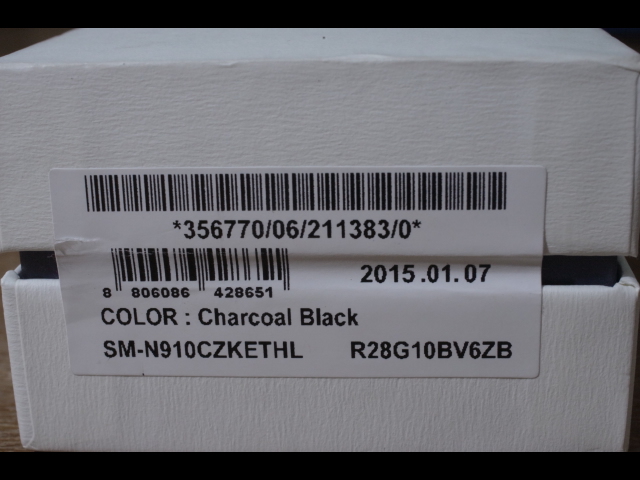 *356770/06/211383/0*
2015.01.07
8 806086 428651
COLOR : Charcoal Black
SM-N910CZKETHL R28G10BV6ZB